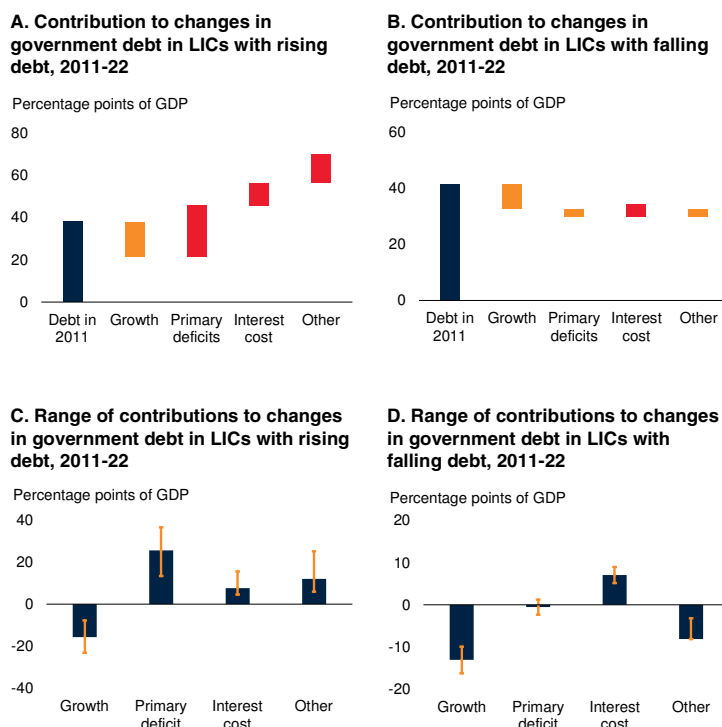 A. Contribution to changes in
government debt in LICs with rising
debt, 2011-22
Percentage points of GDP
80
60
40
20
0
Debt in
2011
Growth
Primary
deficits
Interest
cost
Other
B. Contribution to changes in
government debt in LICs with falling
debt, 2011-22
Percentage points of GDP
60
40
20
0
Debt in
2011
Growth
Primary
deficits
Interest
cost
Other
C. Range of contributions to changes
in government debt in LICs with rising
debt, 2011-22
Percentage points of GDP
40
20
0
-20
-40
Growth
Primary
deficit
Interest
cost
Other
D. Range of contributions to changes
in government debt in LICs with
falling debt, 2011-22
Percentage points of GDP
20
10
0
-10
-20
Growth
Primary
deficit
Interest
cost
Other